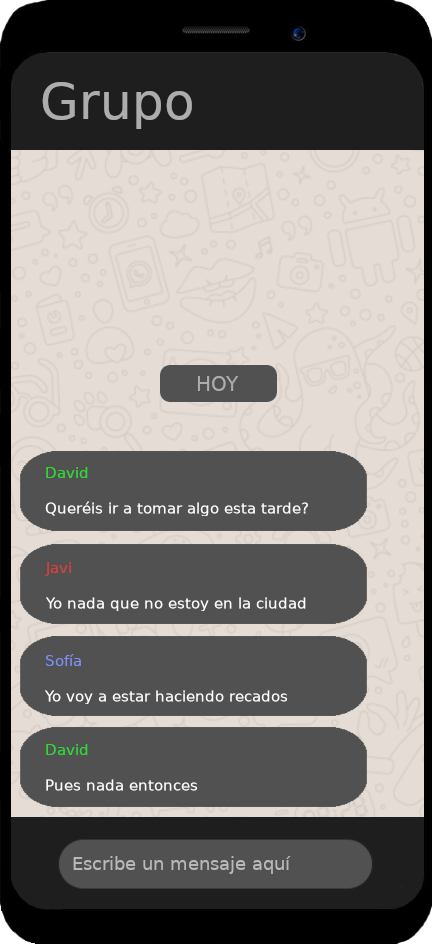 Grupo
HOY
David
Queréis ir a tomar algo esta tarde?
Javi
Yo nada que no estoy en la ciudad
Sofía
Yo voy a estar haciendo recados
David
Pues nada entonces
Escribe un mensaje aquí